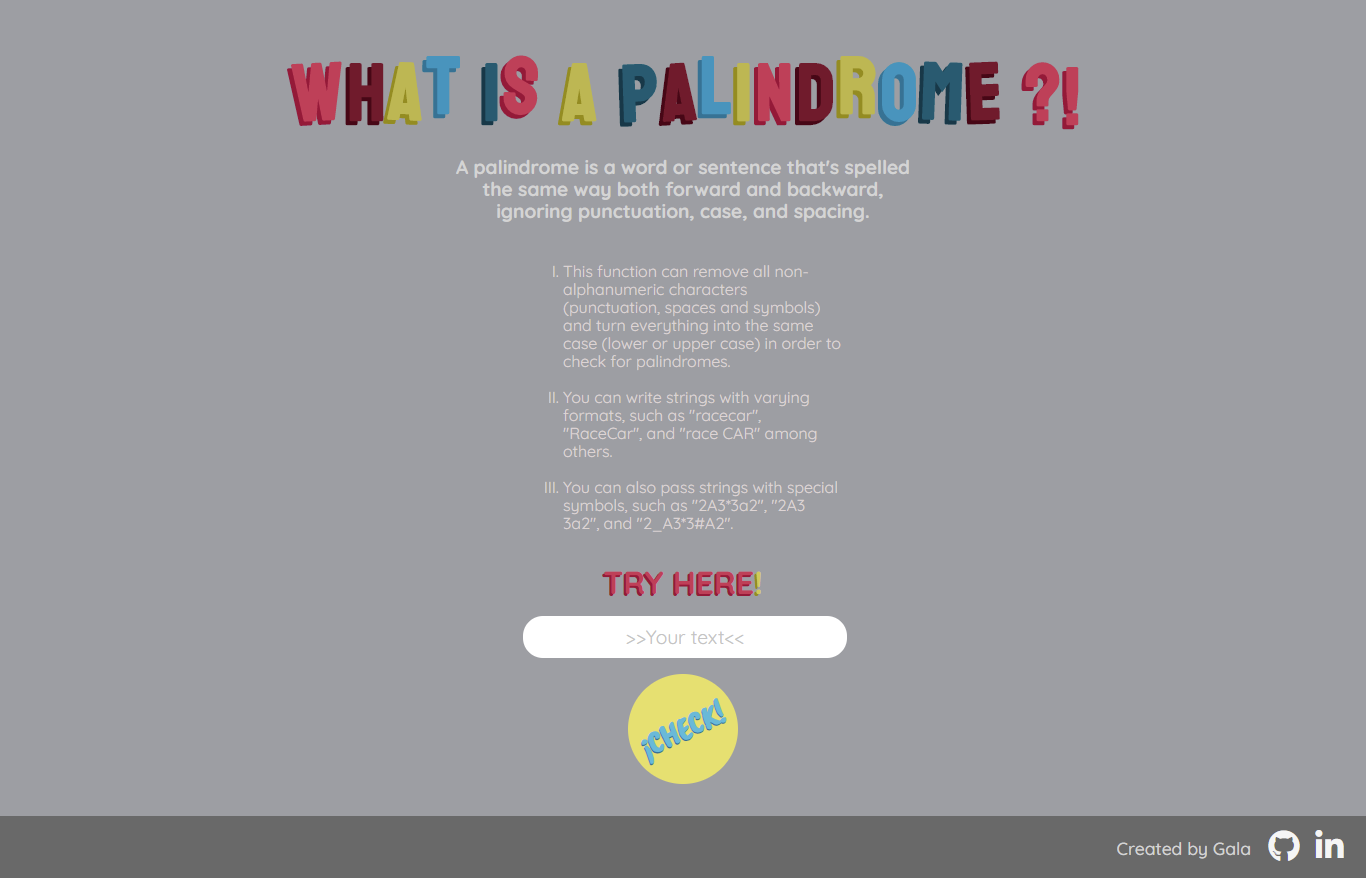 WHAT IS A PALINDROME ?!
A palindrome is a word or sentence that's spelled
the same way both forward and backward,
ignoring punctuation, case, and spacing.
I. This function can remove all non-
alphanumeric characters
(punctuation, spaces and symbols)
and turn everything into the same
case (lower or upper case) in order to
check for palindromes.
II. You can write strings with varying
formats, such as "racecar",
"RaceCar", and "race CAR" among
others.
III. You can also pass strings with special
symbols, such as "2A3*3a2", "2A3
3a2", and "2_A3*3#A2".
TRY HERE!
>>Your text<<
¡CHECK!
Created by Gala
in